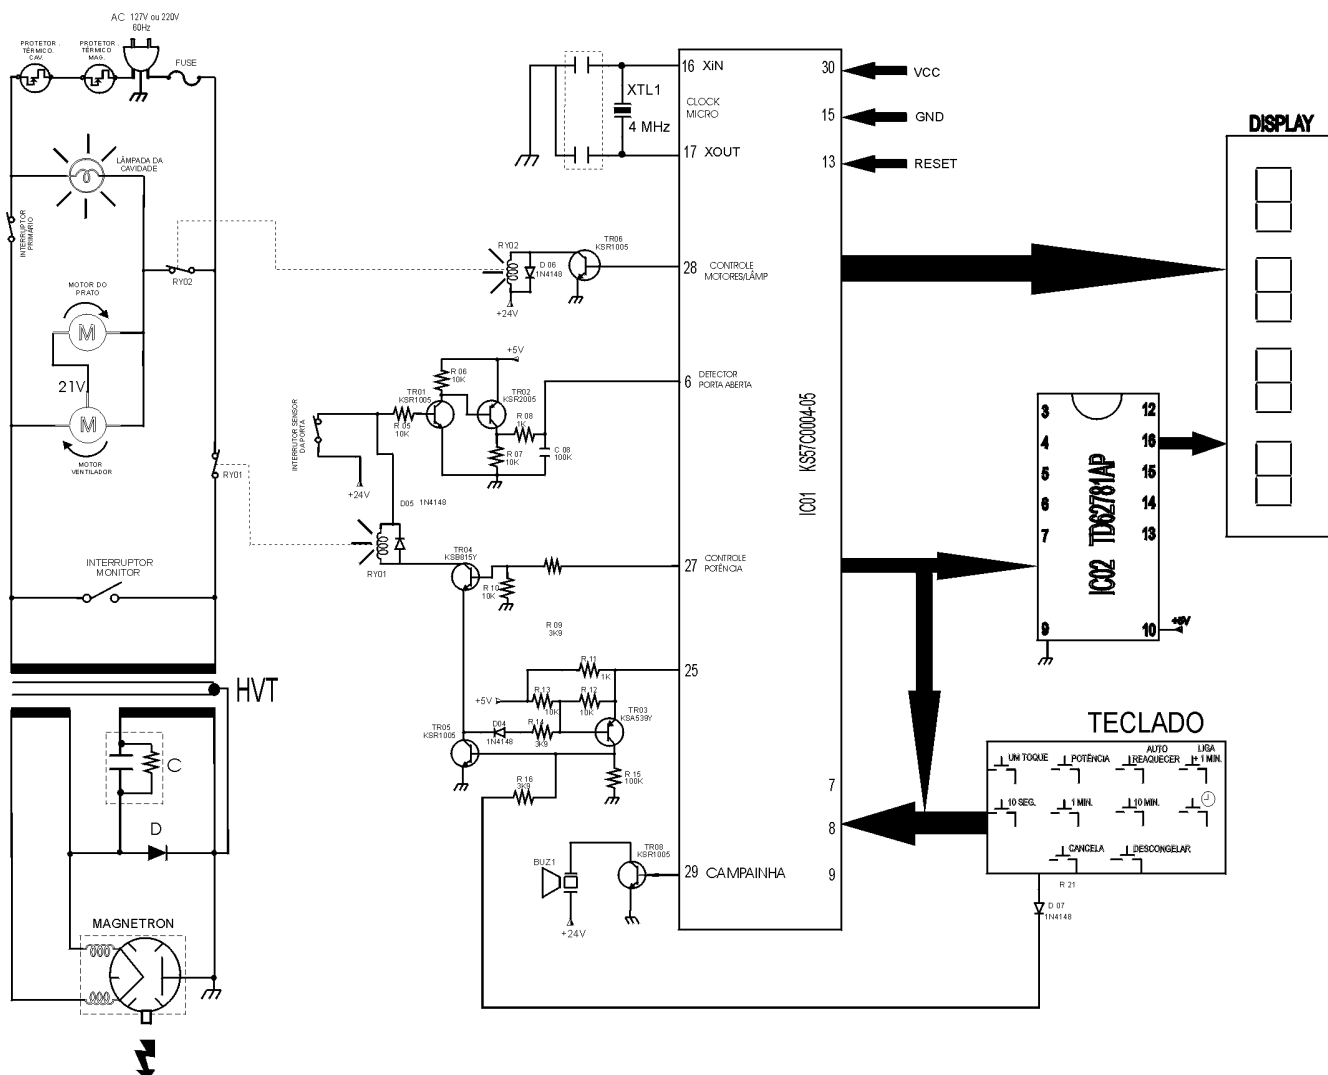 AC 127V ou 220V
60Hz
PROTETOR .
TÉRMICO.
CAV.
PROTETOR .
TÉRMICO
MAG.
FUSE
LÂMPADA DA
CAVIDADE
INTERRUPTOR
PRIMÁRIO
RY02
MOTOR DO
PRATO
M
21V
M
MOTOR
VENTILADOR
RY01
INTERRUPTOR
MONITOR
HVT
C
D
MAGNETRON
XTL1
4 MHz
16 XiN
CLOCK
MICRO
17 XOUT
30
VCC
15
GND
13
RESET
RY02
D 06
1N4148
+24V
TR06
KSR1005
28
CONTROLE
MOTORES/LÂMP
+5V
R 06
10K
TR01
KSR1005
TR02
KSR2005
R 05
10K
R 08
1K
R 07
10K
C 08
100K
6
DETECTOR
PORTA ABERTA
INTERRUTOR SENSOR
DA PORTA
+24V
D05 1N4148
RY01
TR04
KSB815Y
R 10
10K
27
CONTROLE
POTÊNCIA
R 09
3K9
R 11
1K
25
+5V
R 13
10K
R 12
10K
TR03
KSA539Y
TR05
KSR1005
D04
1N4148
R 14
3K9
R 16
3K9
R 15
100K
BUZ1
+24V
TR08
KSR1005
29 CAMPAINHA
IC01 KS57C0004-05
7
8
9
DISPLAY
3
4
5
6
7
9
IC02 TD62781AP
12
16
15
14
13
10
+5V
TECLADO
UM TOQUE
POTÊNCIA
AUTO
REAQUECER
LIGA
+ 1 MIN.
10 SEG.
1 MIN.
10 MIN.
CANCELA
DESCONGELAR
R 21
D 07
1N4148